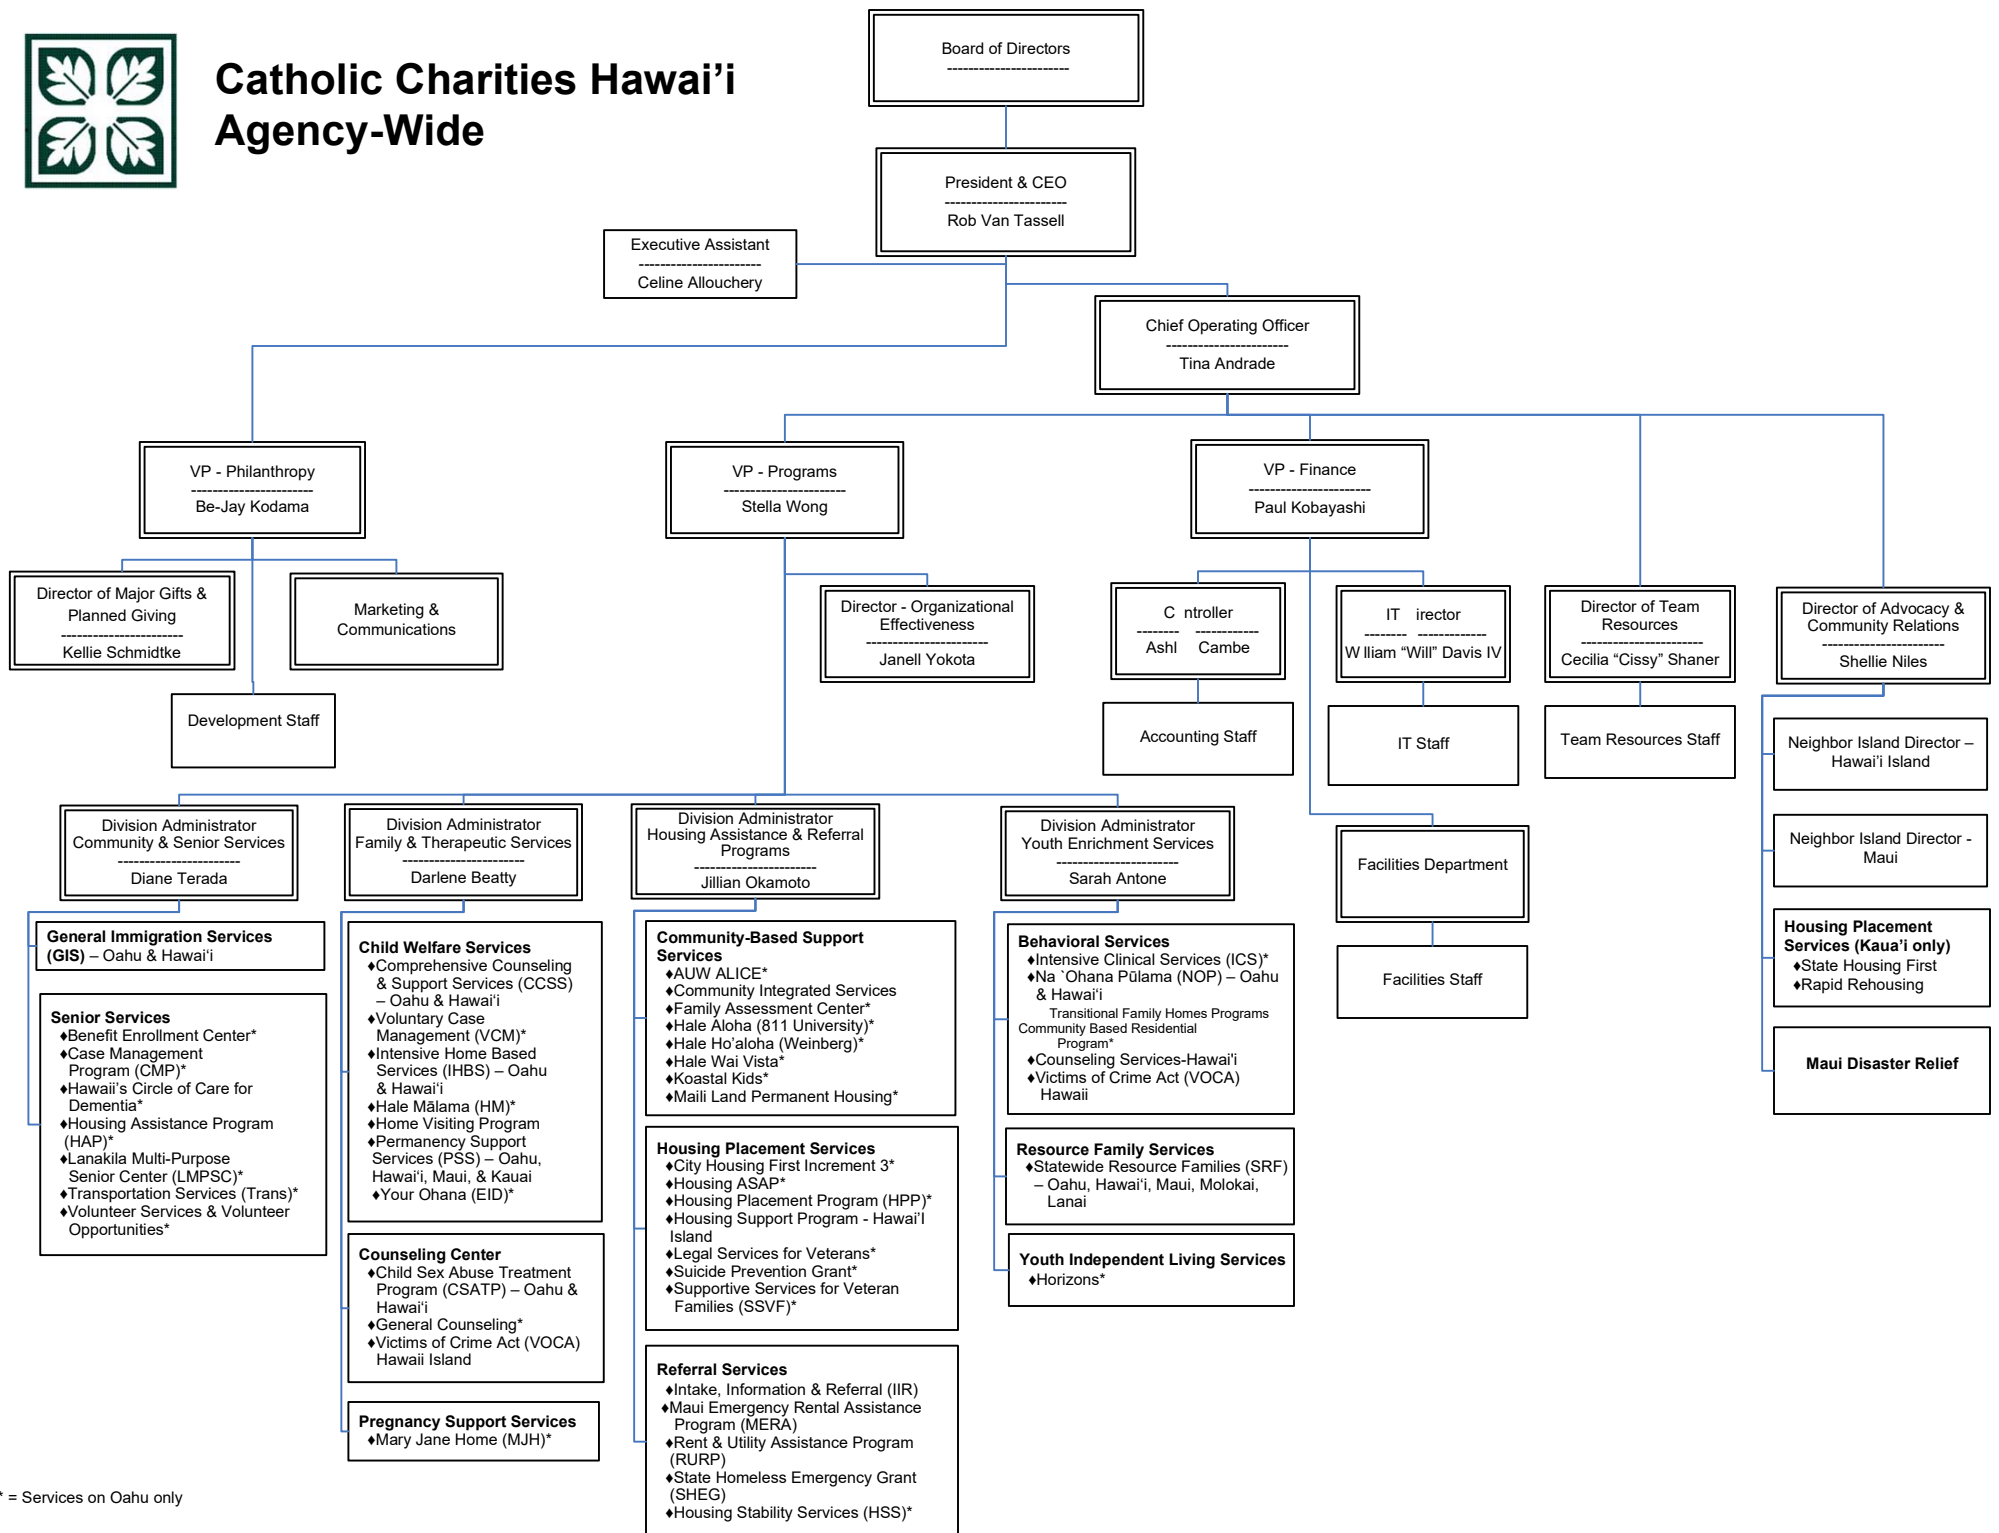 Catholic Charities Hawai’i
Agency-Wide
Board of Directors
-----------------------
President & CEO
-----------------------
Rob Van Tassell
Executive Assistant
-----------------------
Celine Allouchery
Chief Operating Officer
-----------------------
Tina Andrade
VP - Philanthropy
-----------------------
Be-Jay Kodama
VP - Programs
-----------------------
Stella Wong
VP - Finance
-----------------------
Paul Kobayashi
Director of Major Gifts &
Planned Giving
-----------------------
Kellie Schmidtke
Marketing &
Communications
Development Staff
Director - Organizational
Effectiveness
-----------------------
Janell Yokota
C ntroller
-------- ------------
Ashl Cambe
Accounting Staff
IT irector
-------- -------------
W lliam “Will” Davis IV
IT Staff
Director of Team
Resources
-----------------------
Cecilia “Cissy” Shaner
Team Resources Staff
Director of Advocacy &
Community Relations
-----------------------
Shellie Niles
Neighbor Island Director –
Hawai’i Island
Neighbor Island Director -
Maui
Housing Placement
Services (Kaua’i only)
♦State Housing First
♦Rapid Rehousing
Maui Disaster Relief
Facilities Department
Facilities Staff
Division Administrator
Community & Senior Services
-----------------------
Diane Terada
General Immigration Services
(GIS) – Oahu & Hawai’i
Senior Services
♦Benefit Enrollment Center*
♦Case Management
Program (CMP)*
♦Hawaii’s Circle of Care for
Dementia*
♦Housing Assistance Program
(HAP)*
♦Lanakila Multi-Purpose
Senior Center (LMPSC)*
♦Transportation Services (Trans)*
♦Volunteer Services & Volunteer
Opportunities*
Division Administrator
Family & Therapeutic Services
-----------------------
Darlene Beatty
Child Welfare Services
♦Comprehensive Counseling
& Support Services (CCSS)
– Oahu & Hawai‘i
♦Voluntary Case
Management (VCM)*
♦Intensive Home Based
Services (IHBS) – Oahu
& Hawai‘i
♦Hale Mālama (HM)*
♦Home Visiting Program
♦Permanency Support
Services (PSS) – Oahu,
Hawai‘i, Maui, & Kauai
♦Your Ohana (EID)*
Counseling Center
♦Child Sex Abuse Treatment
Program (CSATP) – Oahu &
Hawai‘i
♦General Counseling*
♦Victims of Crime Act (VOCA)
Hawaii Island
Pregnancy Support Services
♦Mary Jane Home (MJH)*
Division Administrator
Housing Assistance & Referral
Programs
-----------------------
Jillian Okamoto
Community-Based Support
Services
♦AUW ALICE*
♦Community Integrated Services
♦Family Assessment Center*
♦Hale Aloha (811 University)*
♦Hale Ho’aloha (Weinberg)*
♦Hale Wai Vista*
♦Koastal Kids*
♦Maili Land Permanent Housing*
Housing Placement Services
♦City Housing First Increment 3*
♦Housing ASAP*
♦Housing Placement Program (HPP)*
♦Housing Support Program - Hawai’I
Island
♦Legal Services for Veterans*
♦Suicide Prevention Grant*
♦Supportive Services for Veteran
Families (SSVF)*
Referral Services
♦Intake, Information & Referral (IIR)
♦Maui Emergency Rental Assistance
Program (MERA)
♦Rent & Utility Assistance Program
(RURP)
♦State Homeless Emergency Grant
(SHEG)
♦Housing Stability Services (HSS)*
Division Administrator
Youth Enrichment Services
-----------------------
Sarah Antone
Behavioral Services
♦Intensive Clinical Services (ICS)*
♦Na `Ohana Pūlama (NOP) – Oahu
& Hawai‘i
Transitional Family Homes Programs
Community Based Residential
Program*
♦Counseling Services-Hawai'i
♦Victims of Crime Act (VOCA)
Hawaii
Resource Family Services
♦Statewide Resource Families (SRF)
– Oahu, Hawai‘i, Maui, Molokai,
Lanai
Youth Independent Living Services
♦Horizons*
* = Services on Oahu only